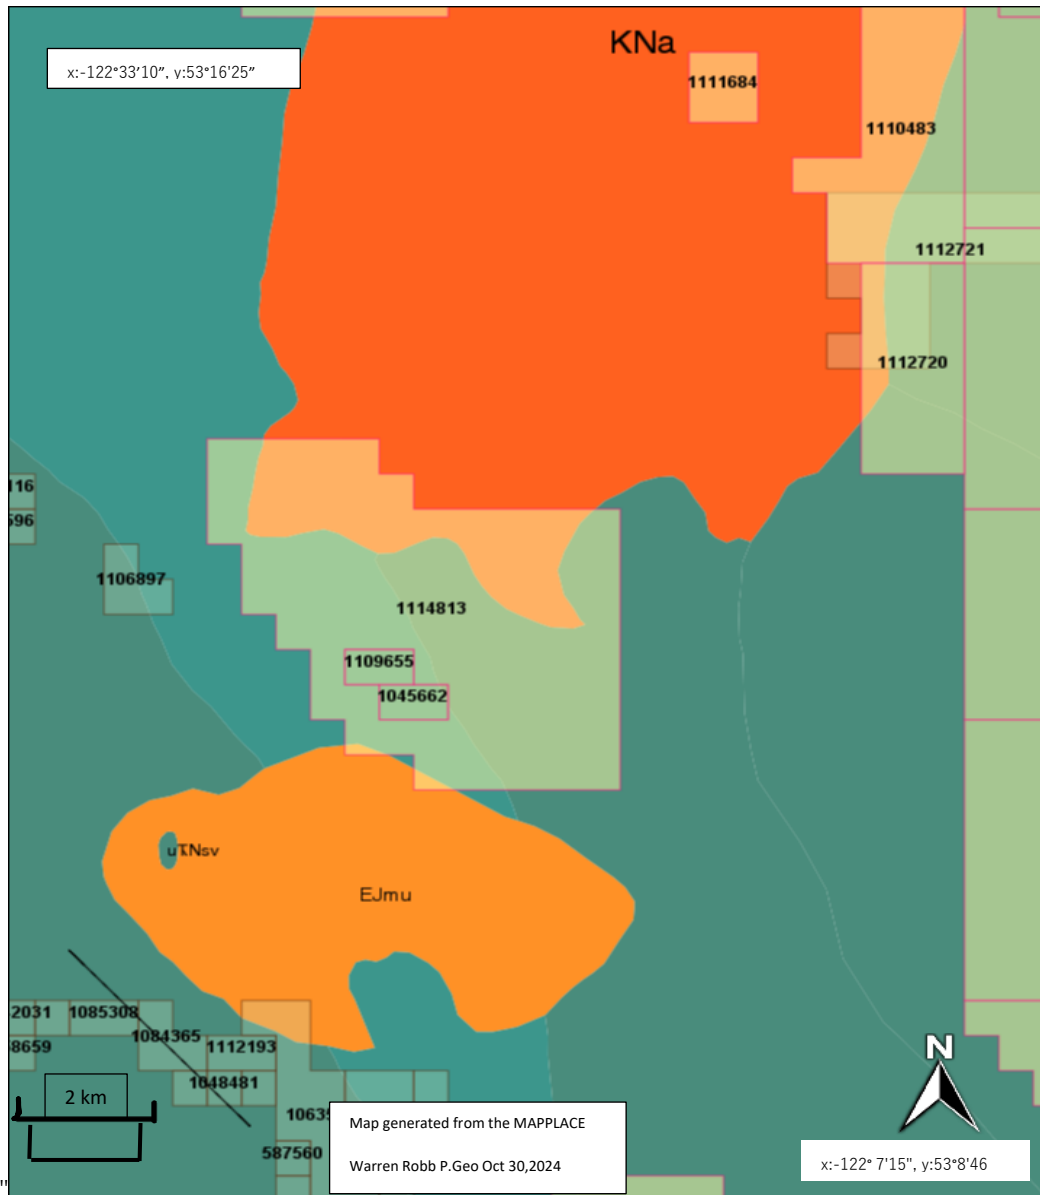 KNa
x:-122°33'10", y:53°16'25"
1111684
1110483
1112721
1112720
116
596
1106897
1114813
1109655
1045662
uTNsv
EJmu
2031
1085308
1084365
8659
1112193
1048481
N
2 km
1063
587560
Map generated from the MAPPLACE
Warren Robb P.Geo Oct 30,2024
x:-122° 7'15", y:53°8'46
"